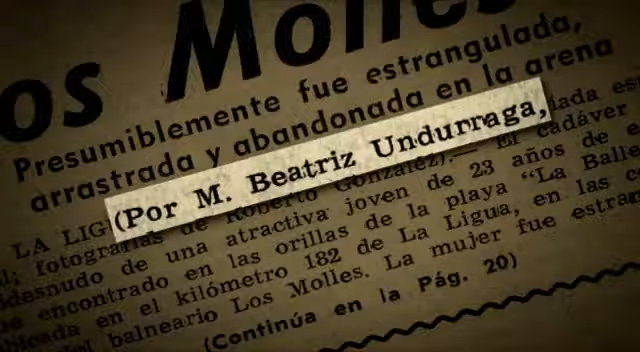 os Molles
Presumiblemente fue estrangulada,
arrastrada y abandonada en la arena
(Por M. Beatriz Undurraga,
LA LIG
fotografías de Roberto González).— El cadáver
desnudo de una atractiva joven de 23 años de e
encontrado en las orillas de la playa "La Balle
bicada en el kilómetro 182 de La Ligua, en las c
del balneario Los Molles. La mujer fue estran
(Continúa en la Pág. 20)